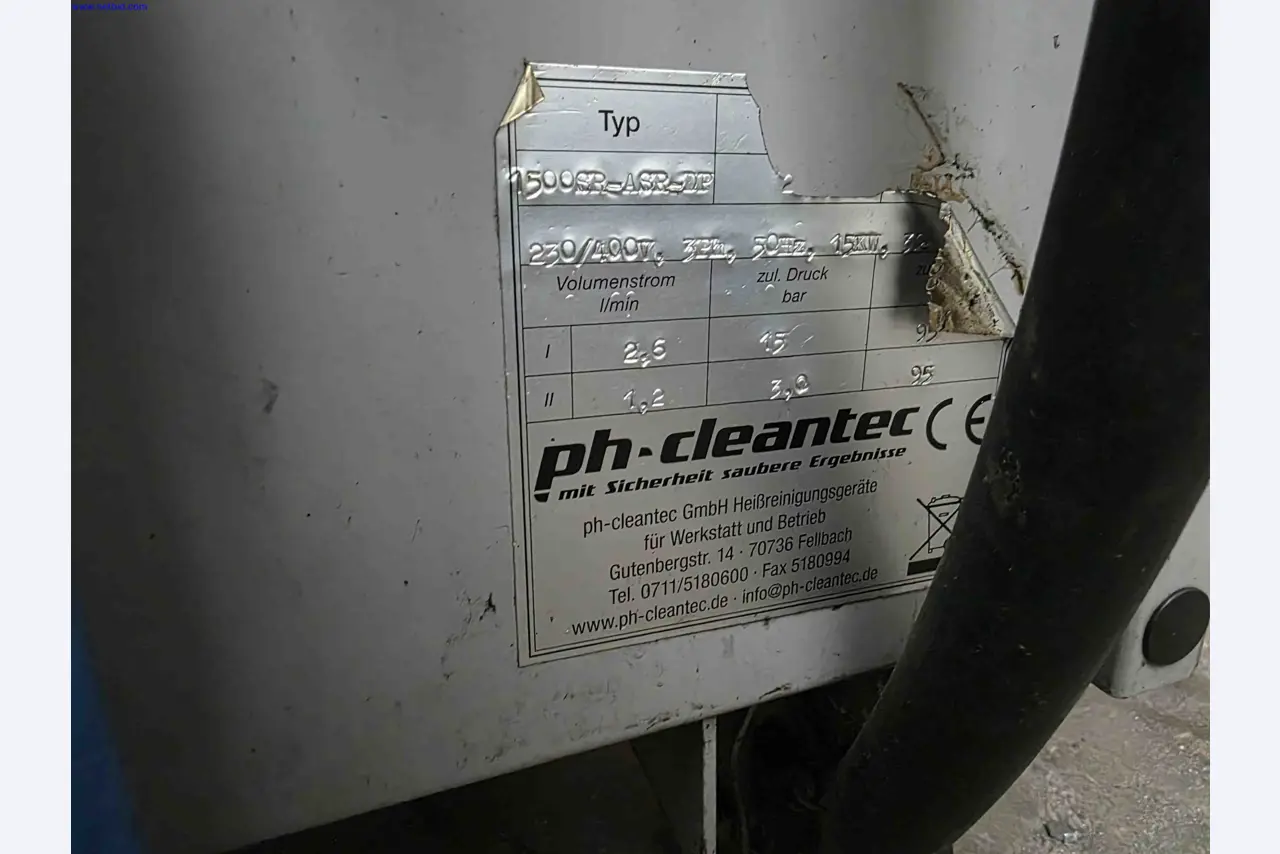 Typ
1500SR-ASR-DP
230/400V, 3Ph, 50Hz, 15KW,
Volumenstrom zul. Druck
l/min bar
I 2,6 15
II 1,2 3,0 95
ph-cleantec CE
mit Sicherheit saubere Ergebnisse
ph-cleantec GmbH Heißreinigungsgeräte
für Werkstatt und Betrieb
Gutenbergstr. 14 · 70736 Fellbach
Tel. 0711/5180600 · Fax 5180994
www.ph-cleantec.de · info@ph-cleantec.de